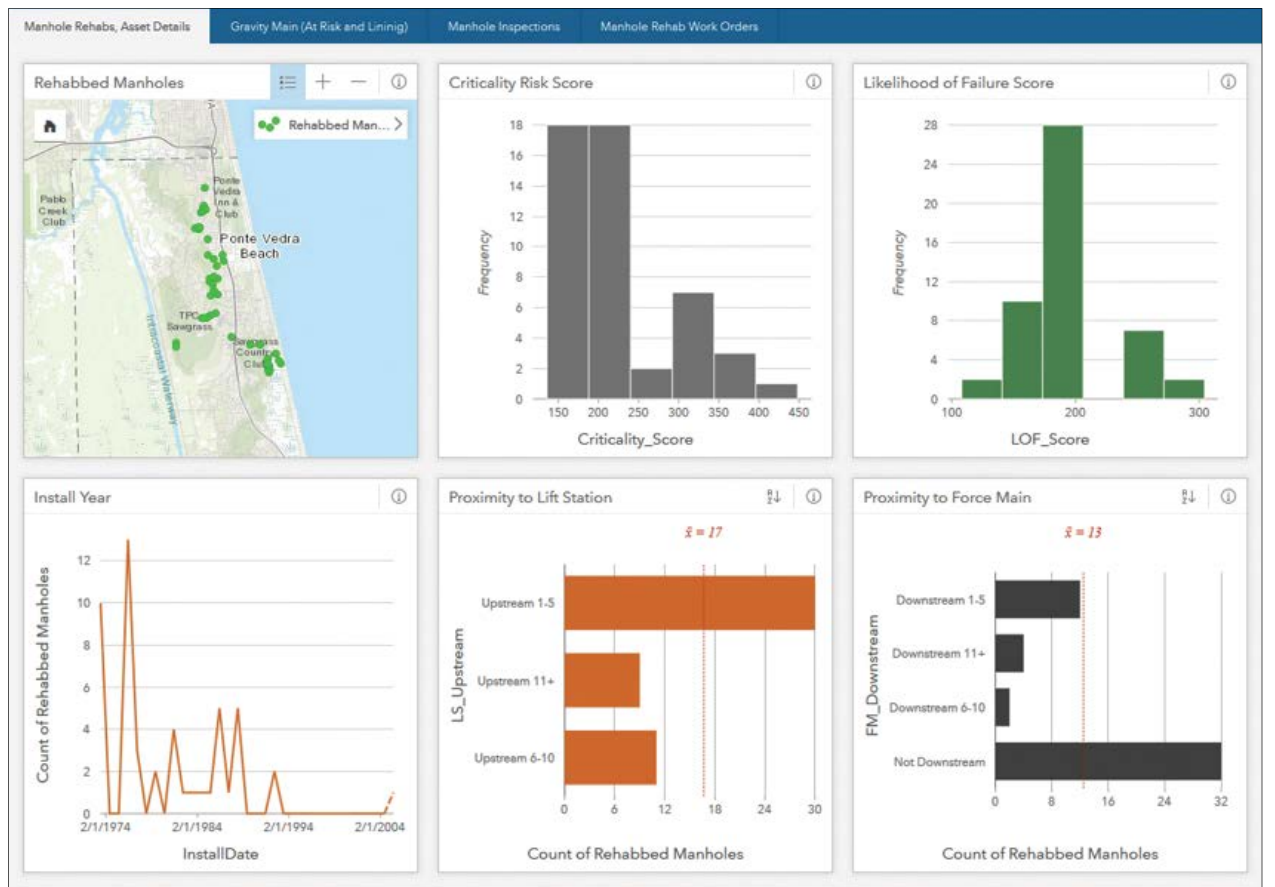 Manhole Rehabs, Asset Details
Gravity Main (At Risk and Lininig)
Manhole Inspections
Manhole Rehab Work Orders
Rehabbed Manholes
Rehabbed Man...
A1A
Pablo
Creek
Club
Ponte
Vedra
Inn &
Club
Ponte Vedra
Beach
TPC
Sawgrass
Sawgrass
Country
Club
Intracoastal Waterway
Criticality Risk Score
Frequency
18
16
14
12
10
8
6
4
2
0
150 200 250 300 350 400 450
Criticality_Score
Likelihood of Failure Score
Frequency
28
24
20
16
12
8
4
0
100 200 300
LOF_Score
Install Year
Count of Rehabbed Manholes
12
10
8
6
4
2
0
2/1/1974 2/1/1984 2/1/1994 2/1/2004
InstallDate
Proximity to Lift Station
x̄ = 17
LS_Upstream
Upstream 1-5
Upstream 11+
Upstream 6-10
0 6 12 18 24 30
Count of Rehabbed Manholes
Proximity to Force Main
x̄ = 13
FM_Downstream
Downstream 1-5
Downstream 11+
Downstream 6-10
Not Downstream
0 8 16 24 32
Count of Rehabbed Manholes